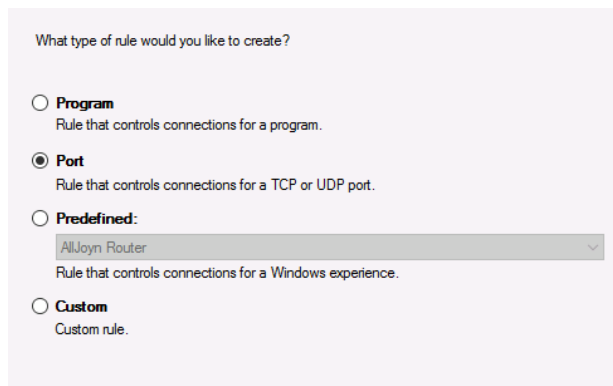 What type of rule would you like to create?
Program
Rule that controls connections for a program.
Port
Rule that controls connections for a TCP or UDP port.
Predefined:
AllJoyn Router
Rule that controls connections for a Windows experience.
Custom
Custom rule.